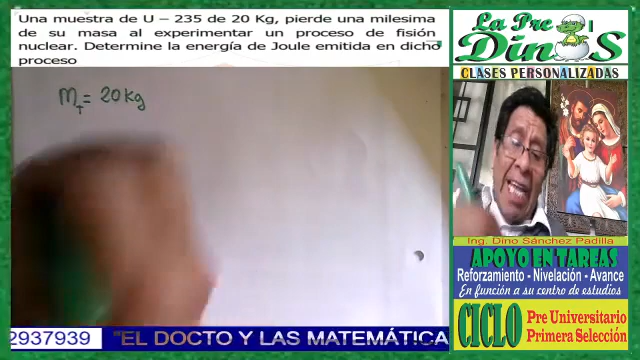 Una muestra de U – 235 de 20 Kg, pierde una milesima
de su masa al experimentar un proceso de fisión
nuclear. Determine la energía de Joule emitida en dicho
proceso
M_T = 20 Kg
La Pre
DinoS
CLASES PERSONALIZADAS
Ing. Dino Sánchez Padilla
APOYO EN TAREAS
Reforzamiento - Nivelación - Avance
En función a su centro de estudios
CICLO
Pre Universitario
Primera Selección
2937939
"EL DOCTO Y LAS MATEMÁTICA